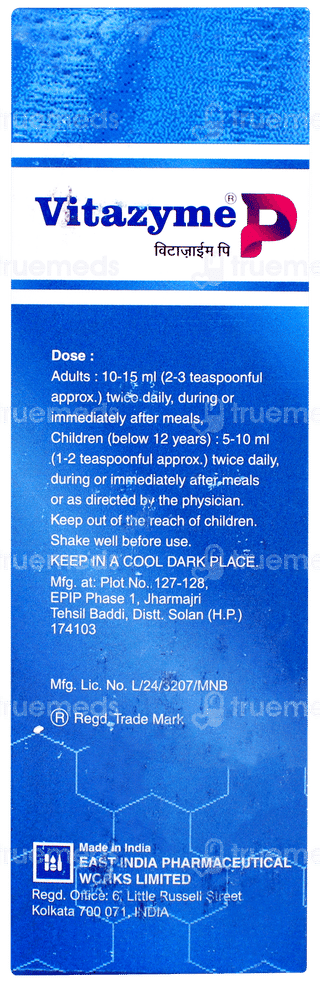 Vitazyme® P
विटाज़ाईम पि
Dose :
Adults : 10-15 ml (2-3 teaspoonful
approx.) twice daily, during or
immediately after meals,
Children (below 12 years) : 5-10 ml
(1-2 teaspoonful approx.) twice daily,
during or immediately after meals
or as directed by the physician.
Keep out of the reach of children.
Shake well before use.
KEEP IN A COOL DARK PLACE.
Mfg. at: Plot No. 127-128,
EPIP Phase 1, Jharmajri
Tehsil Baddi, Distt. Solan (H.P.)
174103
Mfg. Lic. No. L/24/3207/MNB
® Regd. Trade Mark
Made in India
EAST INDIA PHARMACEUTICAL
WORKS LIMITED
Regd. Office: 6, Little Russell Street
Kolkata 700 071, INDIA
truemeds